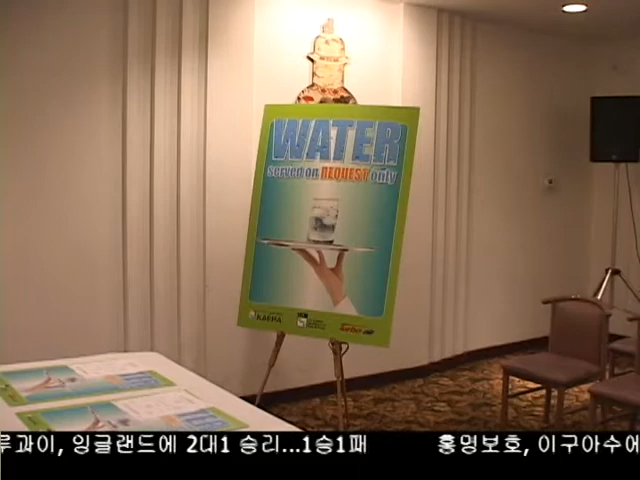 WATER
served on REQUEST only
루과이, 잉글랜드에 2대1 승리...1승1패 홍명보호, 이구아수에